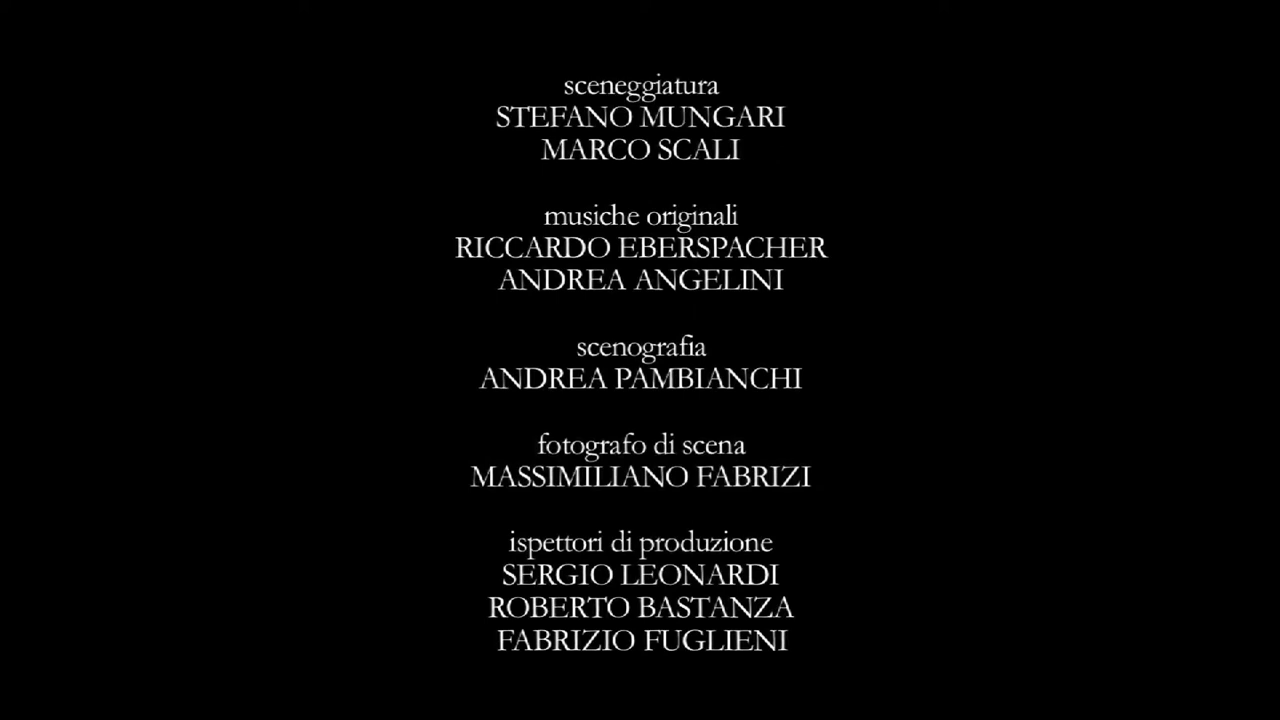 sceneggiatura
STEFANO MUNGARI
MARCO SCALI
musiche originali
RICCARDO EBERSPACHER
ANDREA ANGELINI
scenografia
ANDREA PAMBIANCHI
fotografo di scena
MASSIMILIANO FABRIZI
ispettori di produzione
SERGIO LEONARDI
ROBERTO BASTANZA
FABRIZIO FUGLIENI